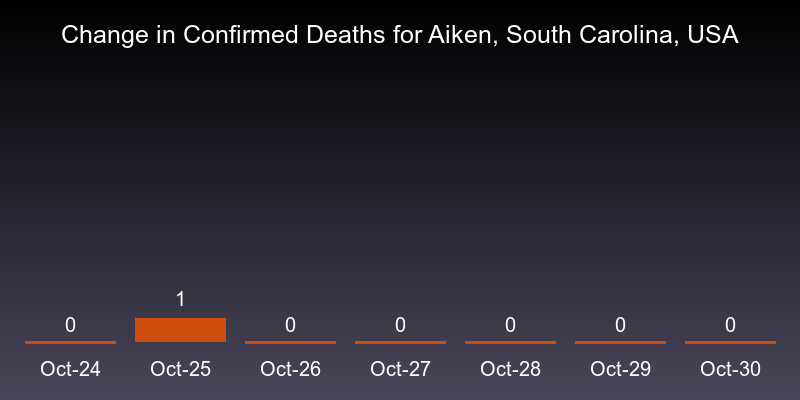 Change in Confirmed Deaths for Aiken, South Carolina, USA
0 1 0 0 0 0 0
Oct-24 Oct-25 Oct-26 Oct-27 Oct-28 Oct-29 Oct-30